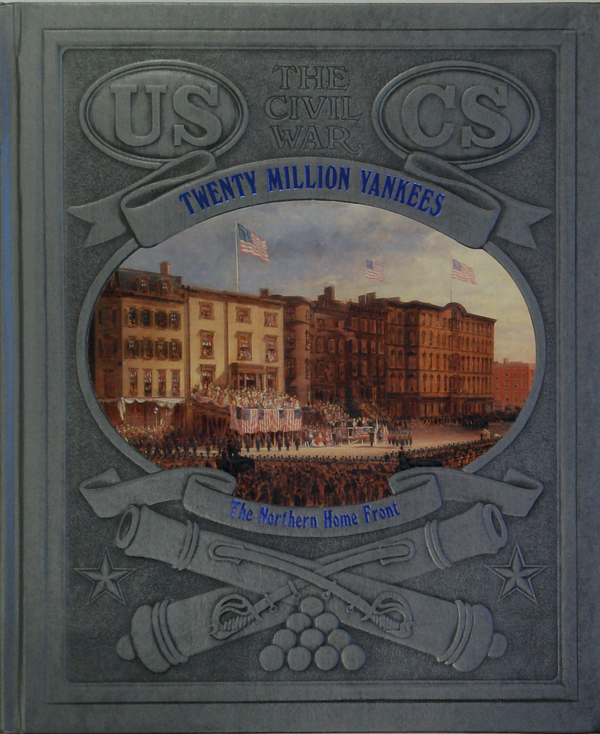 US
THE
CIVIL
WAR
CS
TWENTY MILLION YANKEES
The Northern Home Front